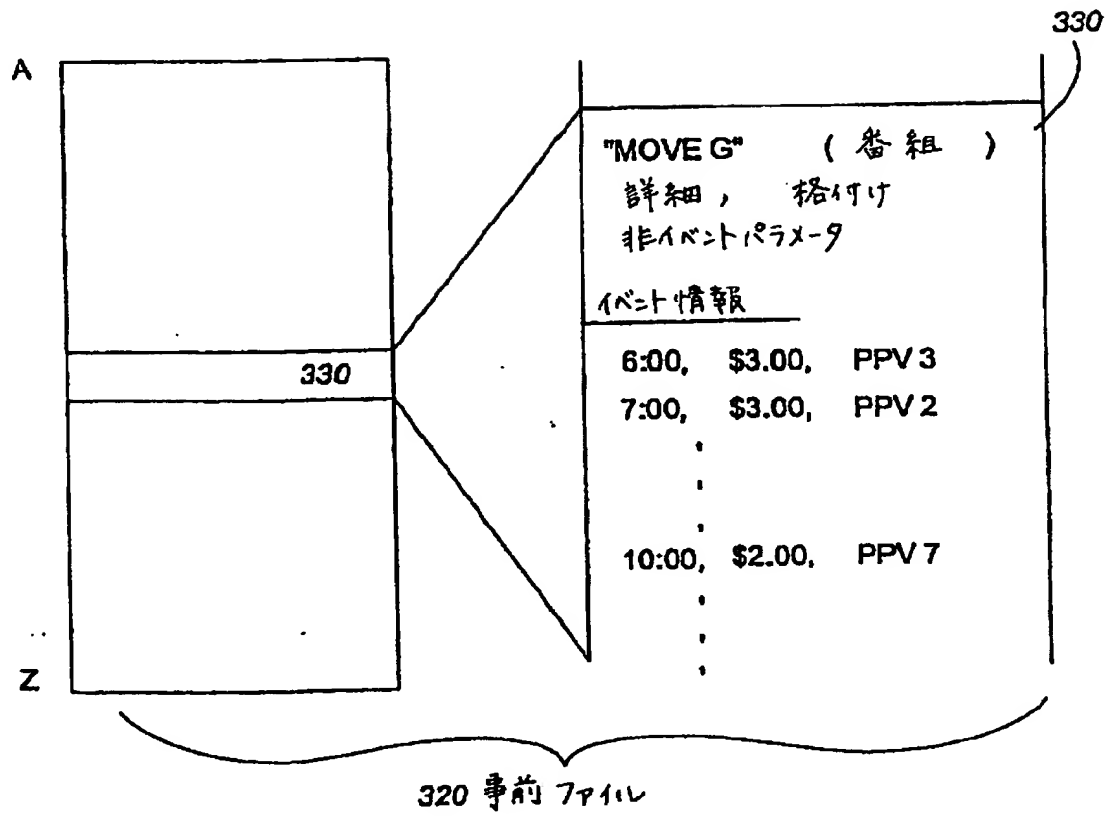 330
A
"MOVE G" ( 番組 )
詳細, 格付け
非イベントパラメータ
イベント情報
6:00, $3.00, PPV 3
330
7:00, $3.00, PPV 2
10:00, $2.00, PPV 7
Z
320 事前ファイル